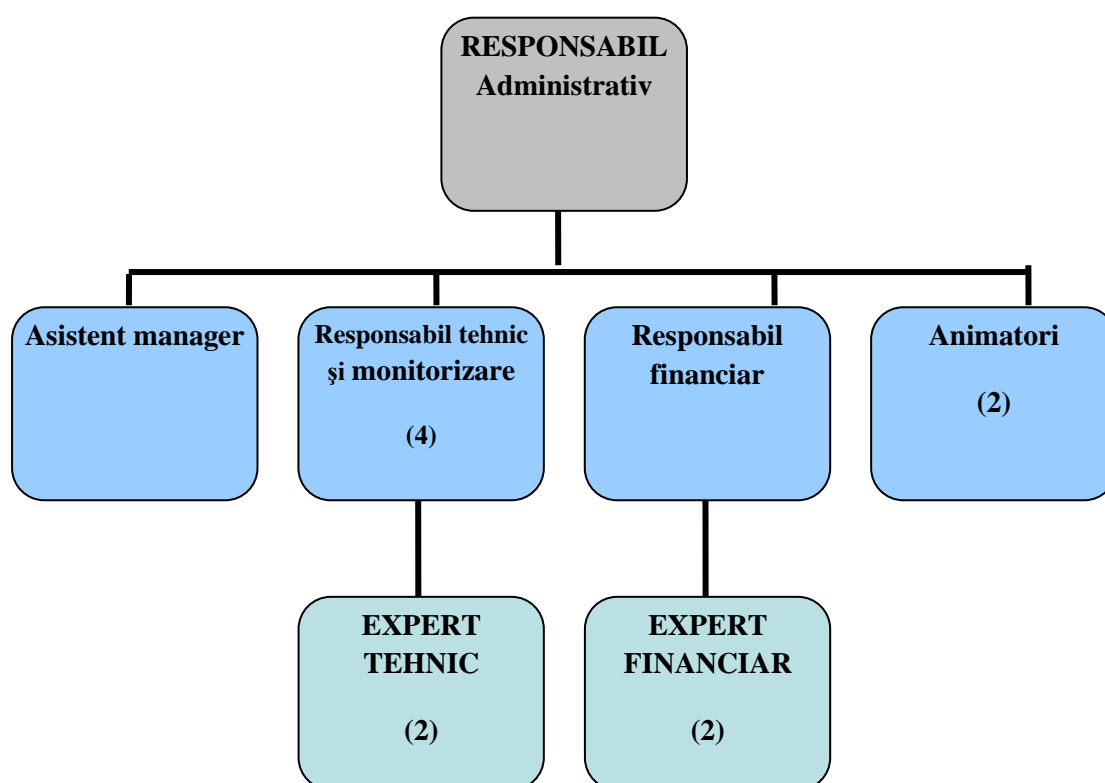 RESPONSABIL
Administrativ
Asistent manager
Responsabil tehnic
şi monitorizare
(4)
Responsabil
financiar
Animatori
(2)
EXPERT
TEHNIC
(2)
EXPERT
FINANCIAR
(2)